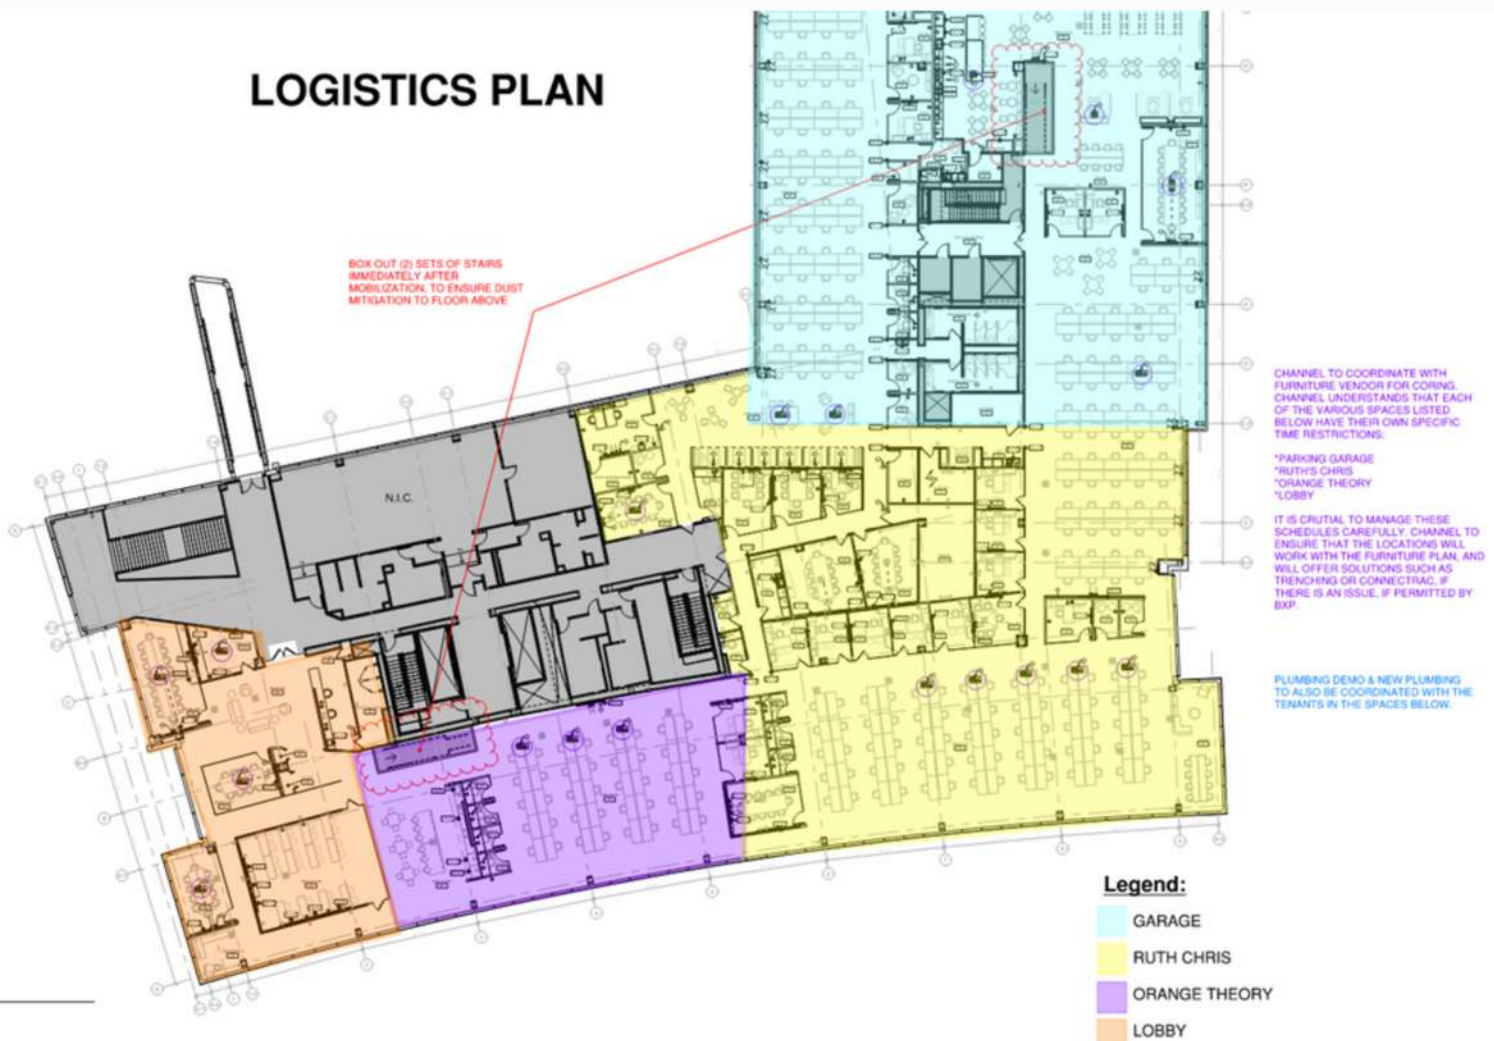 LOGISTICS PLAN
BOX OUT (2) SETS OF STAIRS
IMMEDIATELY AFTER
MOBILIZATION, TO ENSURE DUST
MITIGATION TO FLOOR ABOVE
N.I.C.
CHANNEL TO COORDINATE WITH
FURNITURE VENDOR FOR CORING.
CHANNEL UNDERSTANDS THAT EACH
OF THE VARIOUS SPACES LISTED
BELOW HAVE THEIR OWN SPECIFIC
TIME RESTRICTIONS:
*PARKING GARAGE
*RUTH'S CHRIS
*ORANGE THEORY
*LOBBY
IT IS CRUTIAL TO MANAGE THESE
SCHEDULES CAREFULLY. CHANNEL TO
ENSURE THAT THE LOCATIONS WILL
WORK WITH THE FURNITURE PLAN, AND
WILL OFFER SOLUTIONS SUCH AS
TRENCHING OR CONNECTRAC, IF
THERE IS AN ISSUE, IF PERMITTED BY
BXP.
PLUMBING DEMO & NEW PLUMBING
TO ALSO BE COORDINATED WITH THE
TENANTS IN THE SPACES BELOW.
Legend:
GARAGE
RUTH CHRIS
ORANGE THEORY
LOBBY